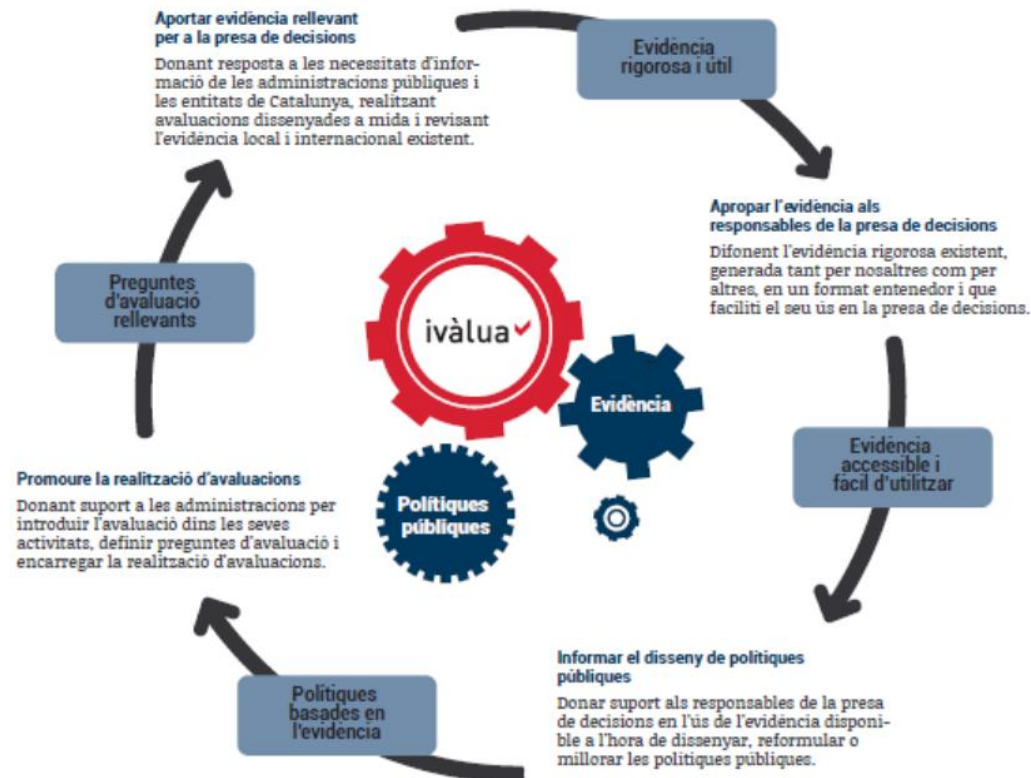 Aportar evidència rellevant
per a la presa de decisions
Donant resposta a les necessitats d'infor-
mació de les administracions públiques i
les entitats de Catalunya, realitzant
avaluacions dissenyades a mida i revisant
l'evidència local i internacional existent.
Evidència
rigorosa i útil
Apropar l'evidència als
responsables de la presa de decisions
Difonent l'evidència rigorosa existent,
generada tant per nosaltres com per
altres, en un format entenedor i que
faciliti el seu ús en la presa de decisions.
Preguntes
d'avaluació
rellevants
ivàlua
Evidència
Polítiques
públiques
Evidència
accessible i
fàcil d'utilitzar
Promoure la realització d'avaluacions
Donant suport a les administracions per
introduir l'avaluació dins les seves
activitats, definir preguntes d'avaluació i
encarregar la realització d'avaluacions.
Informar el disseny de polítiques
públiques
Donar suport als responsables de la presa
de decisions en l'ús de l'evidència disponi-
ble a l'hora de dissenyar, reformular o
millorar les polítiques públiques.
Polítiques
basades en
l'evidència